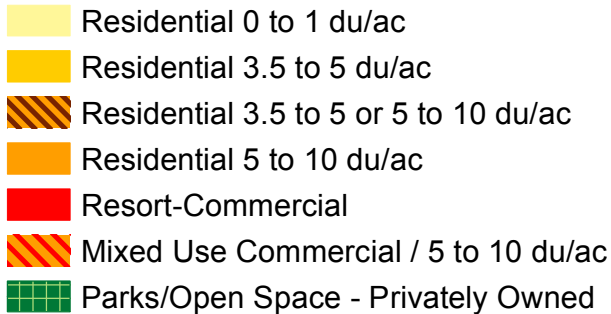 Residential 0 to 1 du/ac
Residential 3.5 to 5 du/ac
Residential 3.5 to 5 or 5 to 10 du/ac
Residential 5 to 10 du/ac
Resort-Commercial
Mixed Use Commercial / 5 to 10 du/ac
Parks/Open Space - Privately Owned